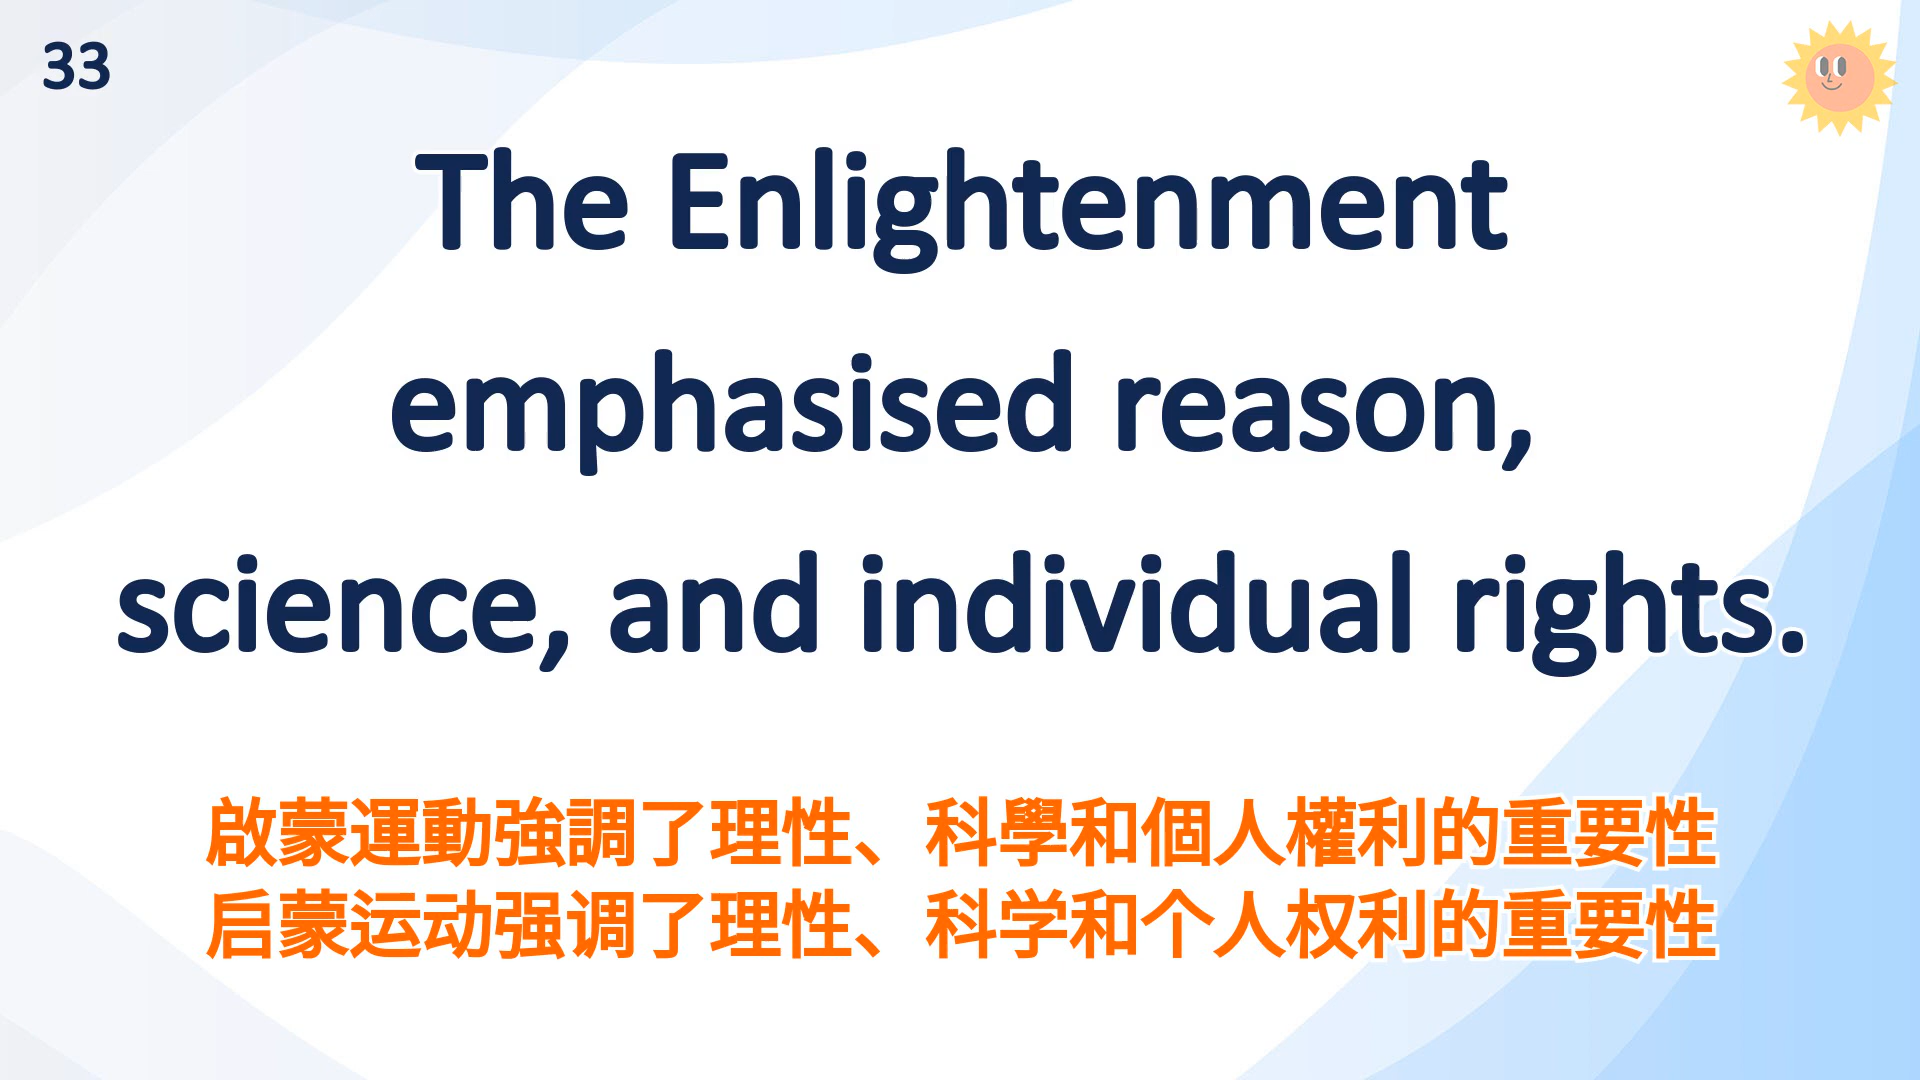 33
The Enlightenment
emphasised reason,
science, and individual rights.
啟蒙運動強調了理性、科學和個人權利的重要性
启蒙运动强调了理性、科学和个人权利的重要性